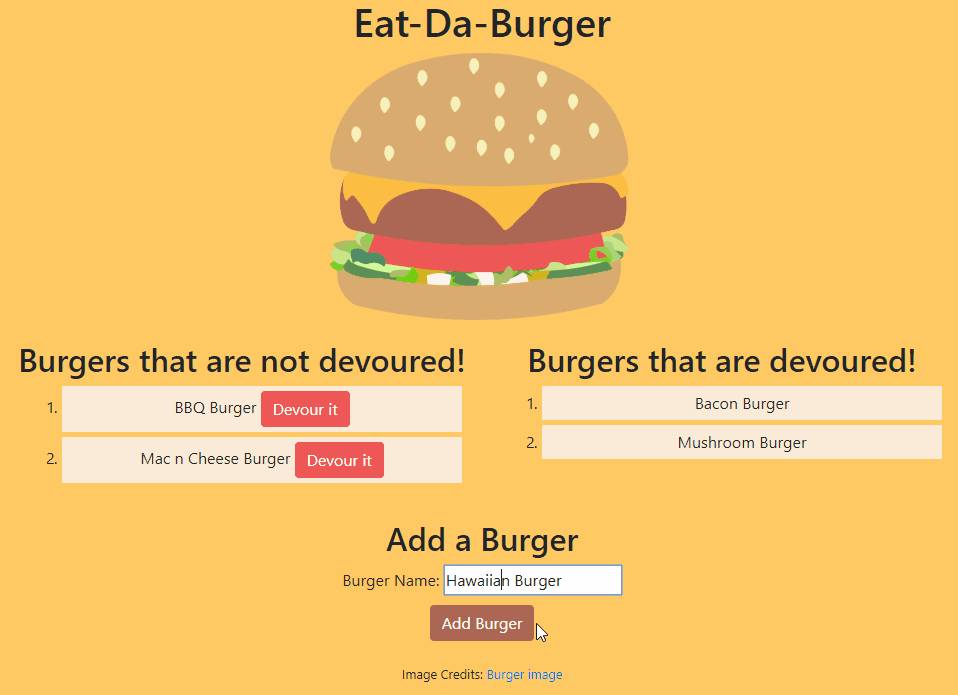 Eat-Da-Burger
Burgers that are not devoured!
1. BBQ Burger Devour it
2. Mac n Cheese Burger Devour it
Burgers that are devoured!
1. Bacon Burger
2. Mushroom Burger
Add a Burger
Burger Name: Hawaiian Burger
Add Burger
Image Credits: Burger image